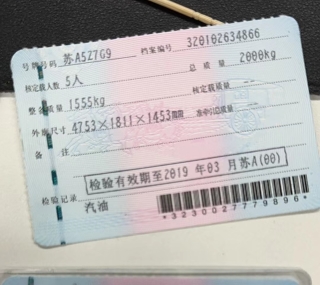 号牌号码 苏A5Z7G9 档案编号 320102634866
核定载人数 5人 总质量 2000kg
整备质量 1555kg 核定载质量 --
外廓尺寸 4753×1811×1453mm 准牵引总质量 --
备注
检验有效期至2019 年 03 月苏A(00)
检验记录
汽油
*3230027779896*